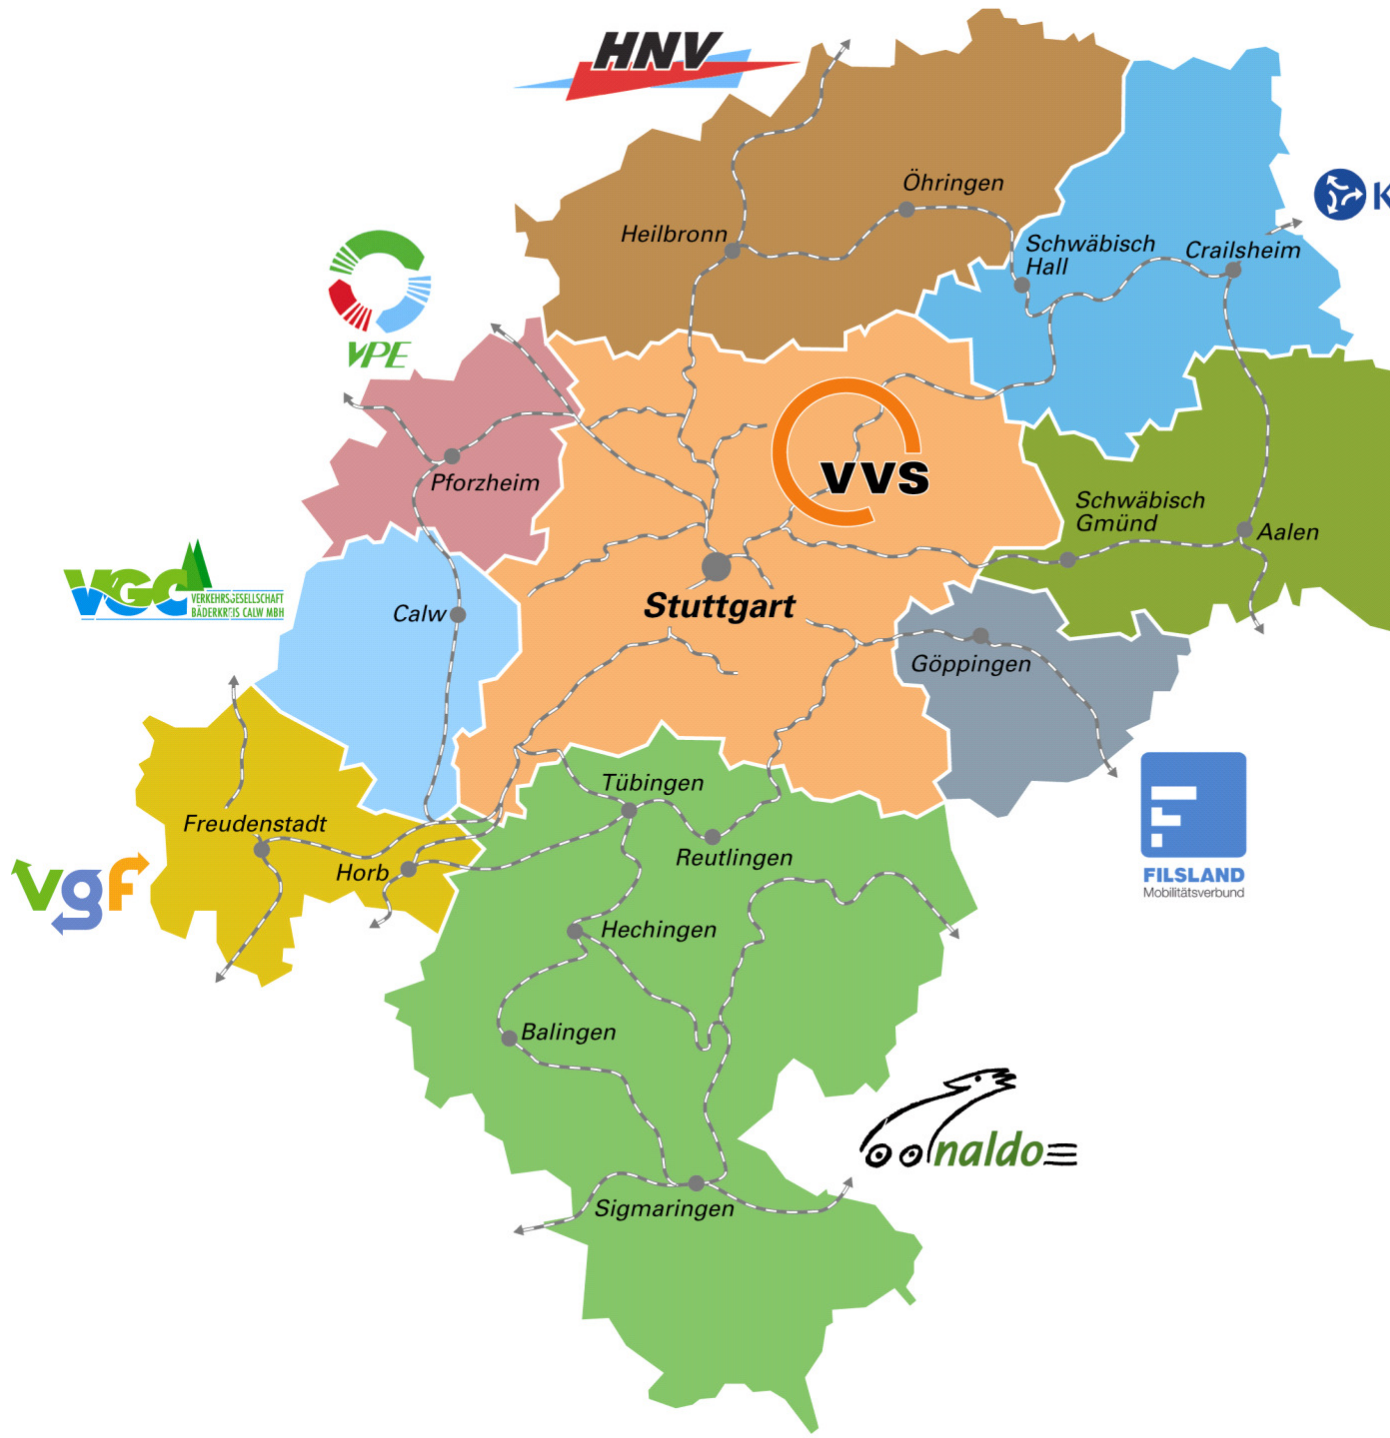 HNV
Öhringen
Heilbronn
Schwäbisch
Hall
Crailsheim
K
VPE
VVS
Pforzheim
Schwäbisch
Gmünd
Aalen
VGC
VERKEHRSGESELLSCHAFT
BÄDERKREIS CALW MBH
Calw
Stuttgart
Göppingen
Tübingen
Freudenstadt
Reutlingen
Horb
vgf
F
FILSLAND
Mobilitätsverbund
Hechingen
Balingen
naldo
Sigmaringen